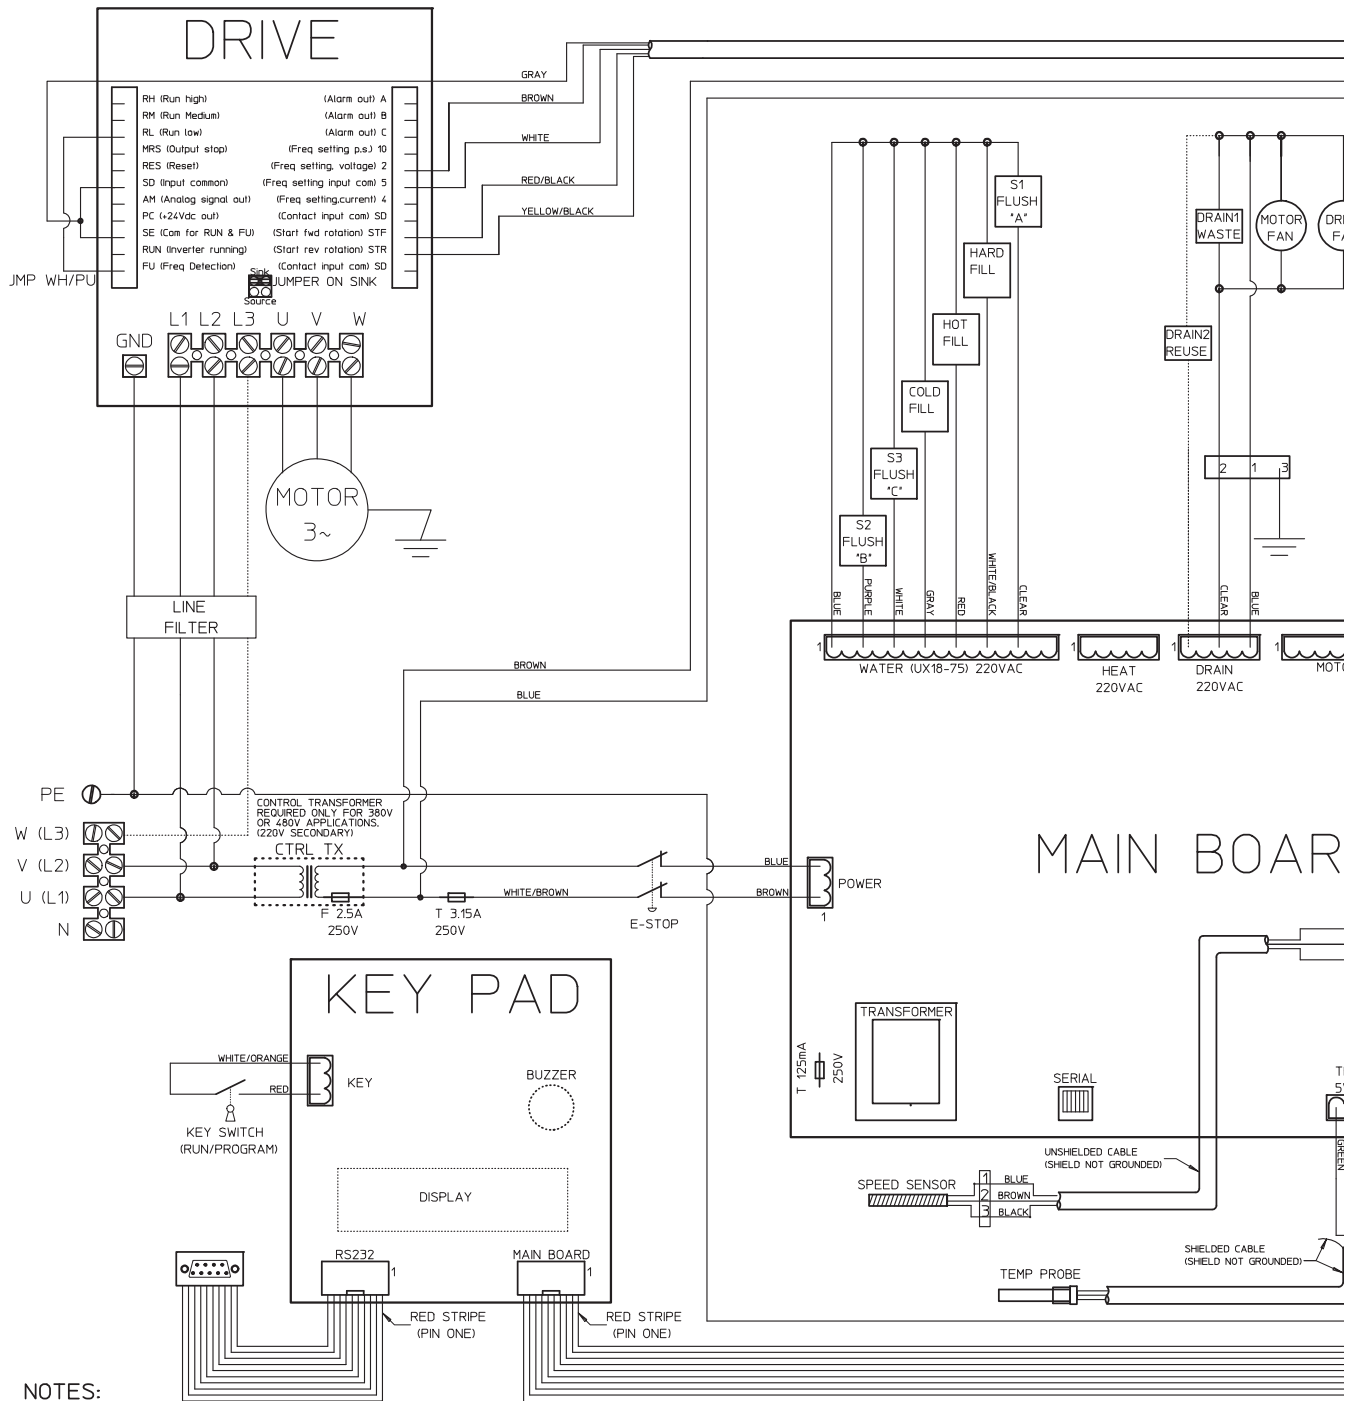 DRIVE
GRAY
RH (Run high)
(Alarm out) A
BROWN
RM (Run Medium)
(Alarm out) B
RL (Run low)
(Alarm out) C
WHITE
MRS (Output stop)
(Freq setting p.s.) 10
RES (Reset)
(Freq setting, voltage) 2
SD (Input common)
(Freq setting input com) 5
RED/BLACK
AM (Analog signal out)
(Freq setting,current) 4
PC (+24Vdc out)
(Contact input com) SD
YELLOW/BLACK
SE (Com for RUN & FU)
(Start fwd rotation) STF
RUN (Inverter running)
(Start rev rotation) STR
FU (Freq Detection)
(Contact input com) SD
JMP WH/PU
Sink
JUMPER ON SINK
Source
L1 L2 L3 U V W
GND
MOTOR
3~
LINE
FILTER
S1
FLUSH
"A"
HARD
FILL
HOT
FILL
COLD
FILL
S3
FLUSH
"C"
S2
FLUSH
"B"
DRAIN1
WASTE
MOTOR
FAN
DRI
FA
DRAIN2
REUSE
2 1 3
BLUE
PURPLE
WHITE
GRAY
RED
WHITE/BLACK
CLEAR
CLEAR
BLUE
1
1
1
1
WATER (UX18-75) 220VAC
HEAT
220VAC
DRAIN
220VAC
MOTO
BROWN
BLUE
PE
W (L3)
V (L2)
U (L1)
N
CONTROL TRANSFORMER
REQUIRED ONLY FOR 380V
OR 480V APPLICATIONS.
(220V SECONDARY)
CTRL TX
F 2.5A
250V
T 3.15A
250V
WHITE/BROWN
E-STOP
BLUE
BROWN
POWER
1
MAIN BOAR
KEY PAD
WHITE/ORANGE
RED
KEY
KEY SWITCH
(RUN/PROGRAM)
BUZZER
DISPLAY
RS232
1
MAIN BOARD
1
RED STRIPE
(PIN ONE)
RED STRIPE
(PIN ONE)
TRANSFORMER
T 125mA
250V
SERIAL
GREEN
UNSHIELDED CABLE
(SHIELD NOT GROUNDED)
SPEED SENSOR
1 BLUE
2 BROWN
3 BLACK
SHIELDED CABLE
(SHIELD NOT GROUNDED)
TEMP PROBE
NOTES: